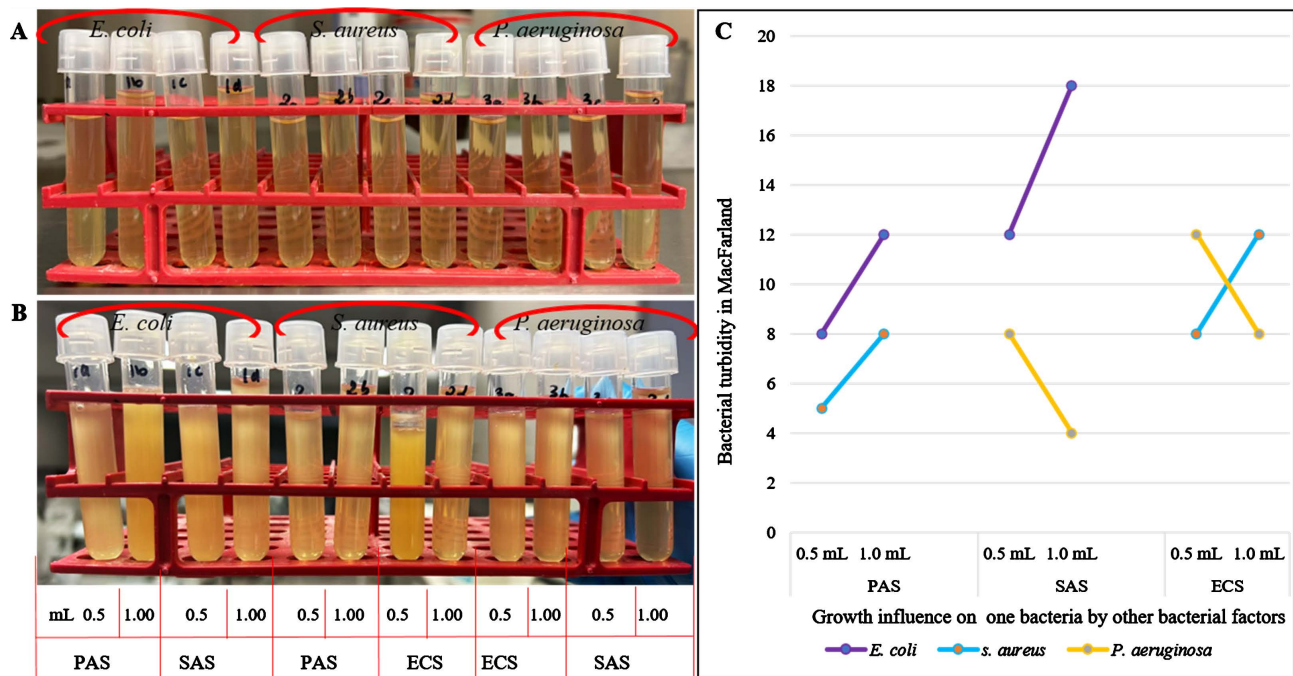 A
E. coli
S. aureus
P. aeruginosa
1b
1c
1d
2b
2d
3a
3b
B
E. coli
S. aureus
P. aeruginosa
1a
1b
1c
1d
2b
2d
3a
3b
mL 0.5 1.00 0.5 1.00 0.5 1.00 0.5 1.00 0.5 1.00 0.5 1.00
PAS SAS PAS ECS ECS SAS
C
Bacterial turbidity in MacFarland
20
18
16
14
12
10
8
6
4
2
0
0.5 mL 1.0 mL 0.5 mL 1.0 mL 0.5 mL 1.0 mL
PAS SAS ECS
Growth influence on one bacteria by other bacterial factors
E. coli s. aureus P. aeruginosa